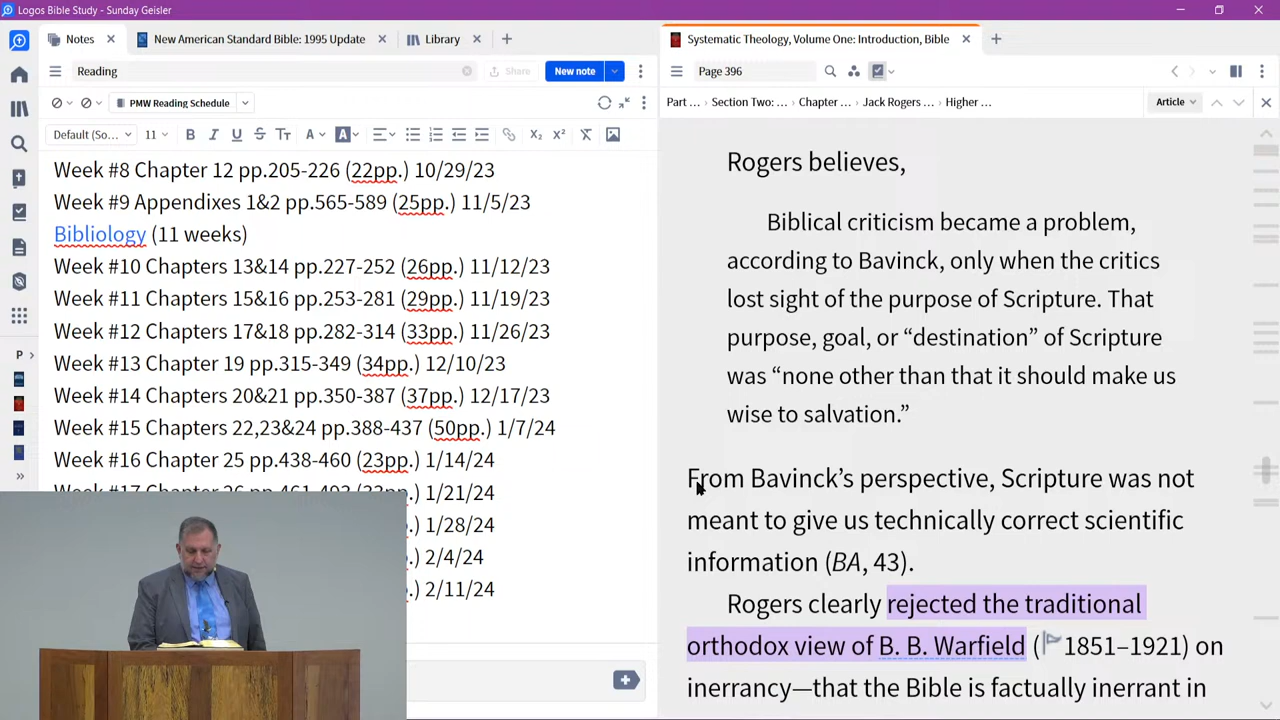 Logos Bible Study - Sunday Geisler
Notes
New American Standard Bible: 1995 Update
Library
Systematic Theology, Volume One: Introduction, Bible
Reading
Share
New note
Page 396
PMW Reading Schedule
Part ... › Section Two: ... › Chapter ... › Jack Rogers ... › Higher ...
Article
Default (So...
11
Week #8 Chapter 12 pp.205-226 (22pp.) 10/29/23
Week #9 Appendixes 1&2 pp.565-589 (25pp.) 11/5/23
Bibliology (11 weeks)
Week #10 Chapters 13&14 pp.227-252 (26pp.) 11/12/23
Week #11 Chapters 15&16 pp.253-281 (29pp.) 11/19/23
Week #12 Chapters 17&18 pp.282-314 (33pp.) 11/26/23
Week #13 Chapter 19 pp.315-349 (34pp.) 12/10/23
Week #14 Chapters 20&21 pp.350-387 (37pp.) 12/17/23
Week #15 Chapters 22,23&24 pp.388-437 (50pp.) 1/7/24
Week #16 Chapter 25 pp.438-460 (23pp.) 1/14/24
1/21/24
1/28/24
.) 2/4/24
.) 2/11/24
P
Rogers believes,
Biblical criticism became a problem,
according to Bavinck, only when the critics
lost sight of the purpose of Scripture. That
purpose, goal, or “destination” of Scripture
was “none other than that it should make us
wise to salvation.”
From Bavinck’s perspective, Scripture was not
meant to give us technically correct scientific
information (BA, 43).
Rogers clearly rejected the traditional
orthodox view of B. B. Warfield (1851–1921) on
inerrancy—that the Bible is factually inerrant in